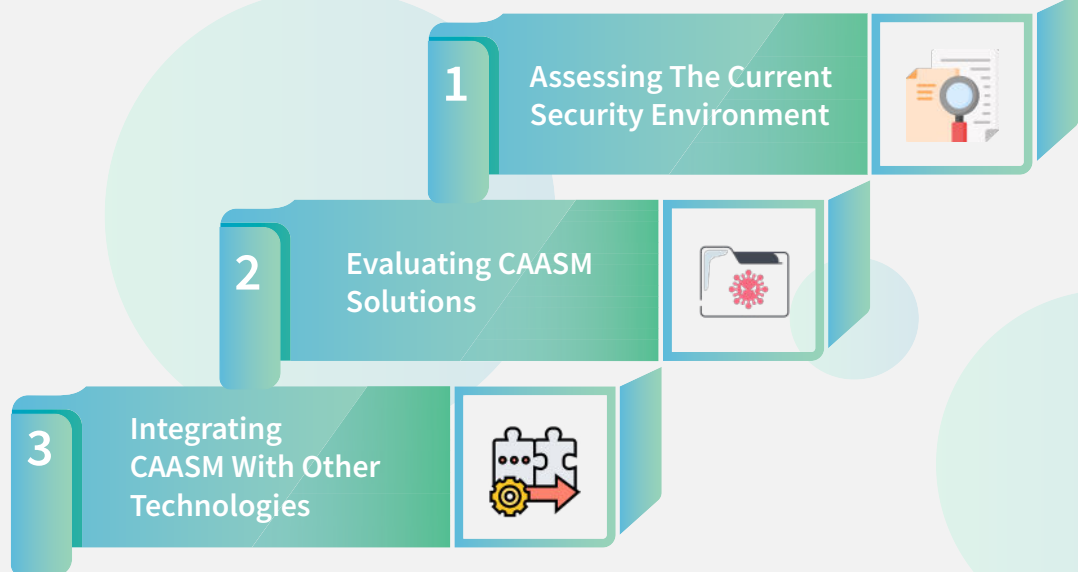 1
Assessing The Current
Security Environment
2
Evaluating CAASM
Solutions
3
Integrating
CAASM With Other
Technologies